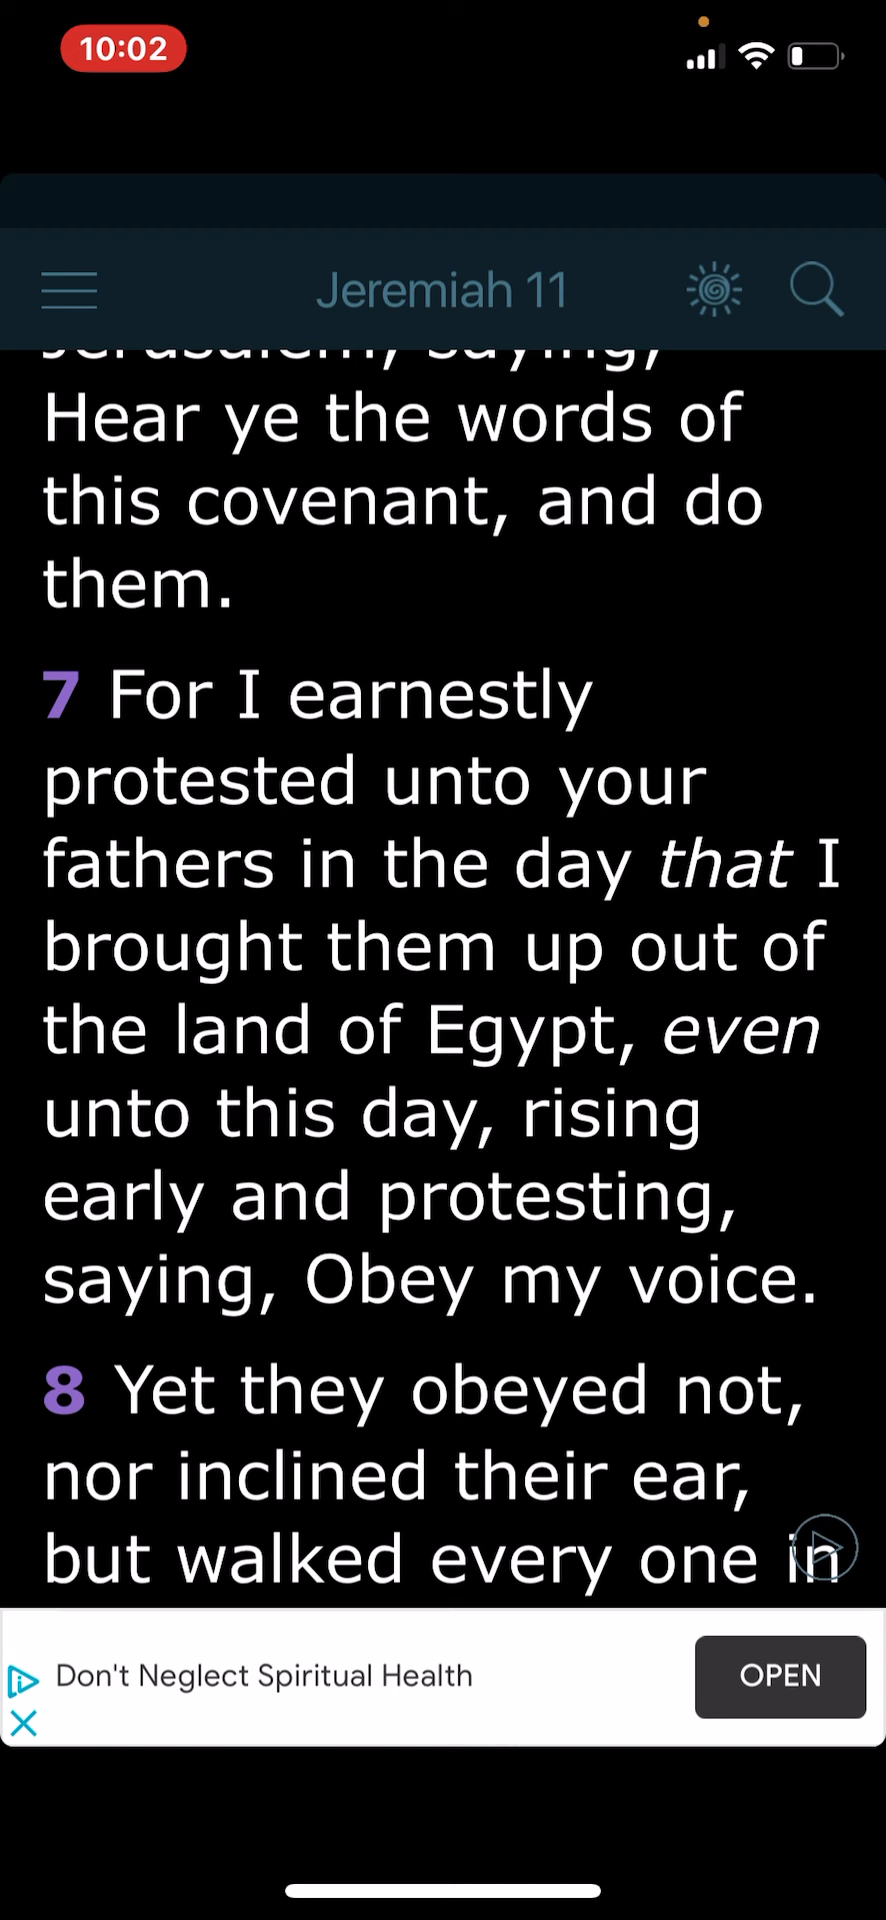 10:02
Jeremiah 11
Jerusalem, saying,
Hear ye the words of
this covenant, and do
them.
7 For I earnestly
protested unto your
fathers in the day that I
brought them up out of
the land of Egypt, even
unto this day, rising
early and protesting,
saying, Obey my voice.
8 Yet they obeyed not,
nor inclined their ear,
but walked every one in
Don't Neglect Spiritual Health
OPEN